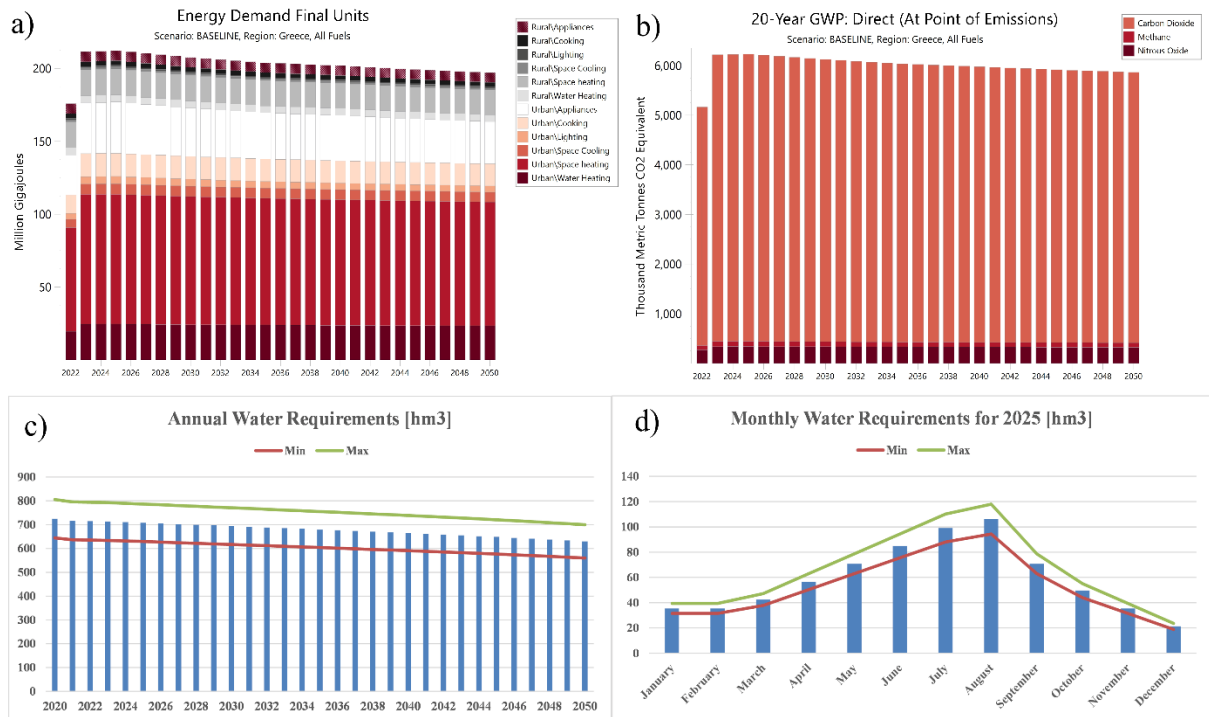 a)
Energy Demand Final Units
Scenario: BASELINE, Region: Greece, All Fuels
Million Gigajoules
200
150
100
50
2022 2024 2026 2028 2030 2032 2034 2036 2038 2040 2042 2044 2046 2048 2050
Rural\Appliances
Rural\Cooking
Rural\Lighting
Rural\Space Cooling
Rural\Space heating
Rural\Water Heating
Urban\Appliances
Urban\Cooking
Urban\Lighting
Urban\Space Cooling
Urban\Space heating
Urban\Water Heating
b)
20-Year GWP: Direct (At Point of Emissions)
Scenario: BASELINE, Region: Greece, All Fuels
Thousand Metric Tonnes CO2 Equivalent
6,000
5,000
4,000
3,000
2,000
1,000
2022 2024 2026 2028 2030 2032 2034 2036 2038 2040 2042 2044 2046 2048 2050
Carbon Dioxide
Methane
Nitrous Oxide
c)
Annual Water Requirements [hm3]
Min Max
900
800
700
600
500
400
300
200
100
0
2020 2022 2024 2026 2028 2030 2032 2034 2036 2038 2040 2042 2044 2046 2048 2050
d)
Monthly Water Requirements for 2025 [hm3]
Min Max
140
120
100
80
60
40
20
0
January February March April May June July August September October November December